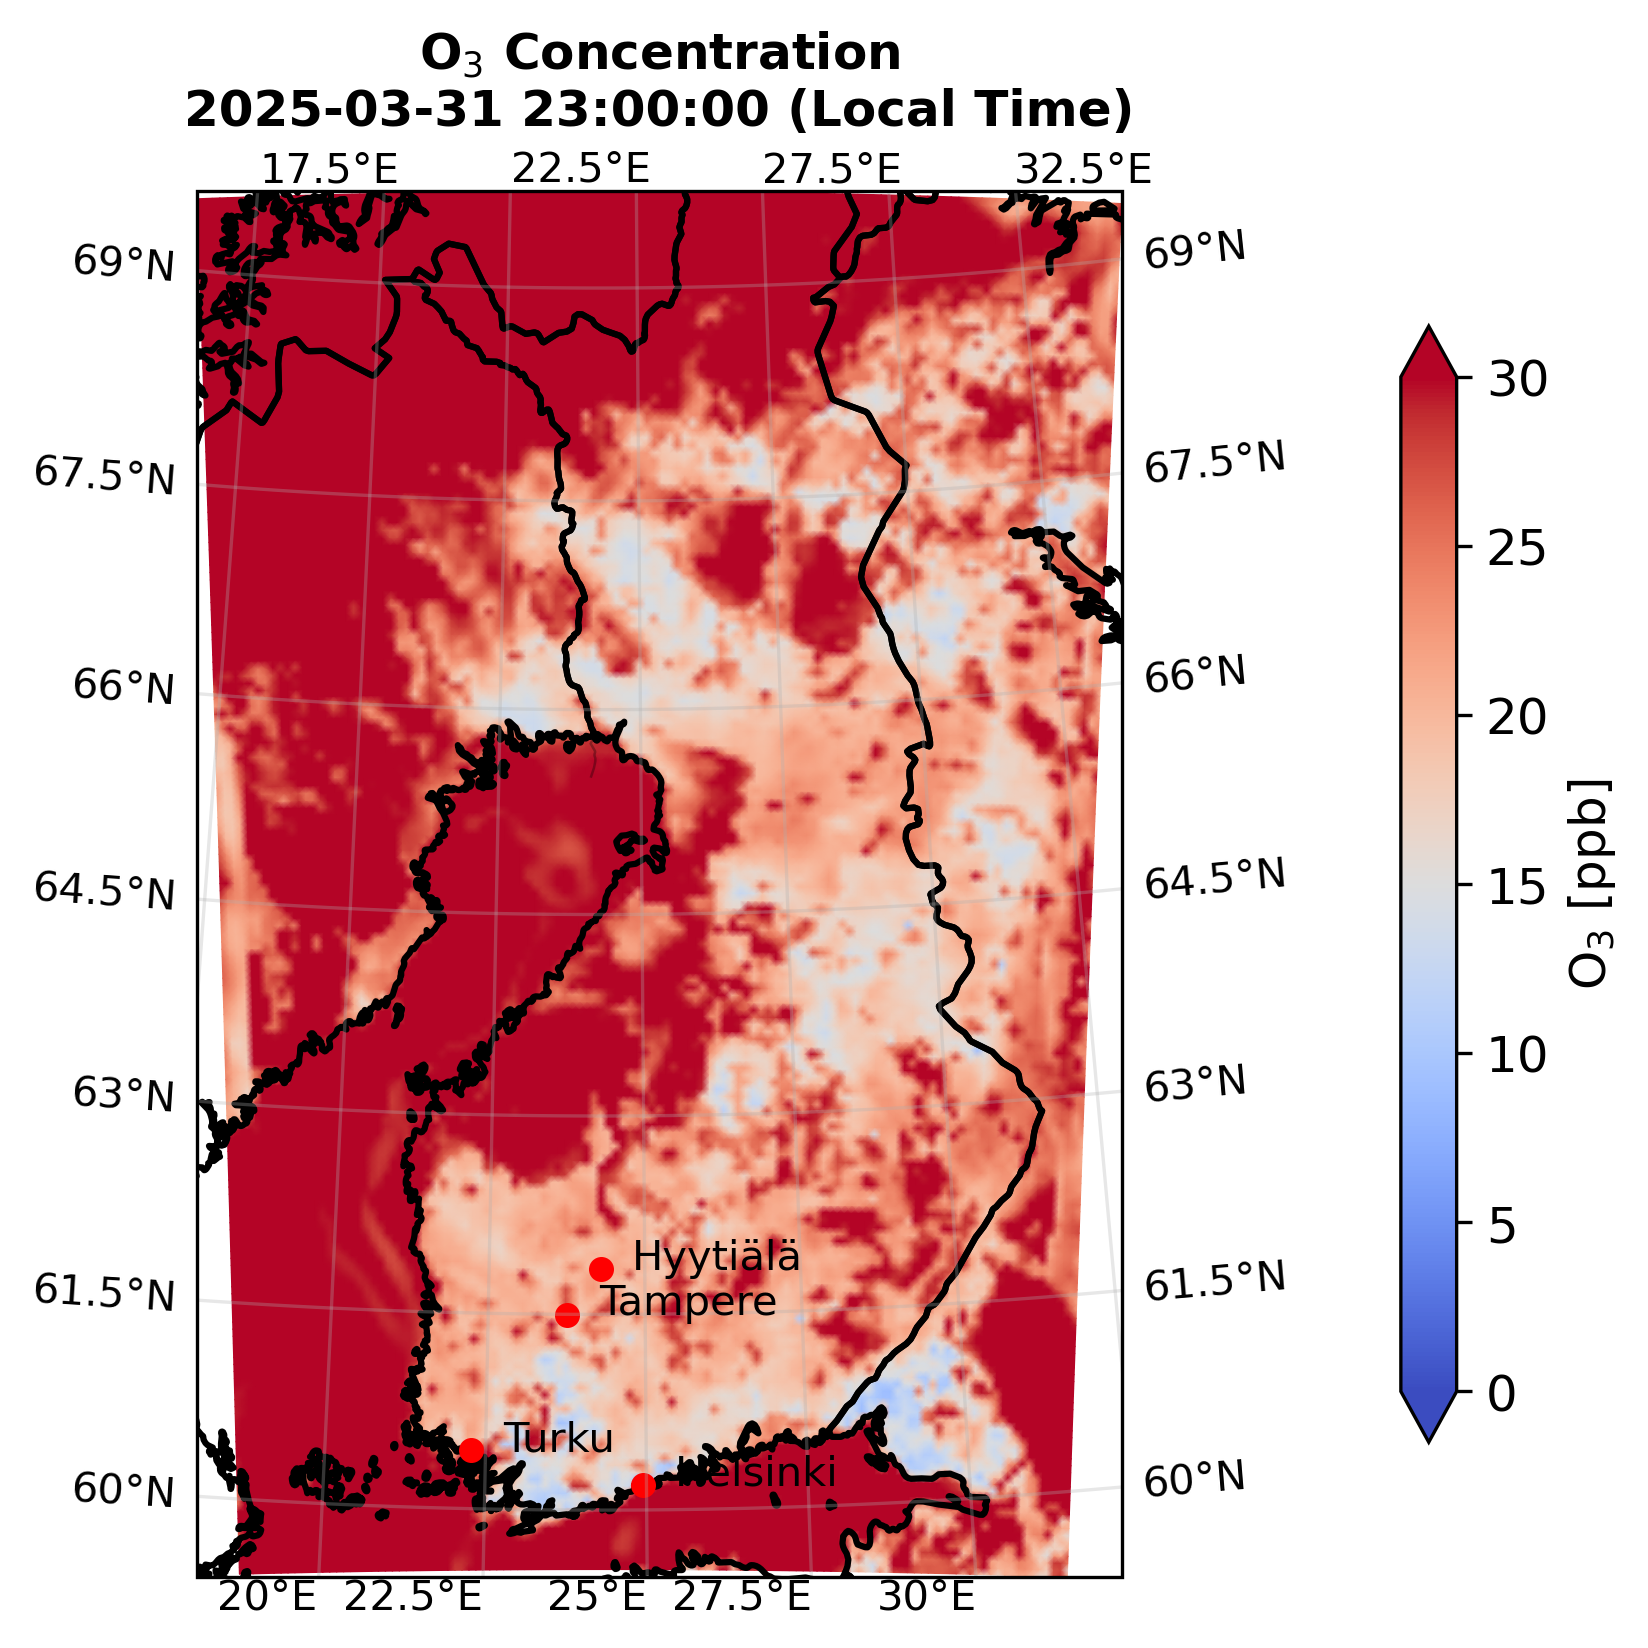 O₃ Concentration
2025-03-31 23:00:00 (Local Time)
17.5°E 22.5°E 27.5°E 32.5°E
69°N 69°N
67.5°N 67.5°N
66°N 66°N
64.5°N 64.5°N
63°N 63°N
61.5°N 61.5°N
60°N 60°N
Hyytiälä
Tampere
Turku
Helsinki
20°E 22.5°E 25°E 27.5°E 30°E
30
25
20
15
10
5
0
O₃ [ppb]